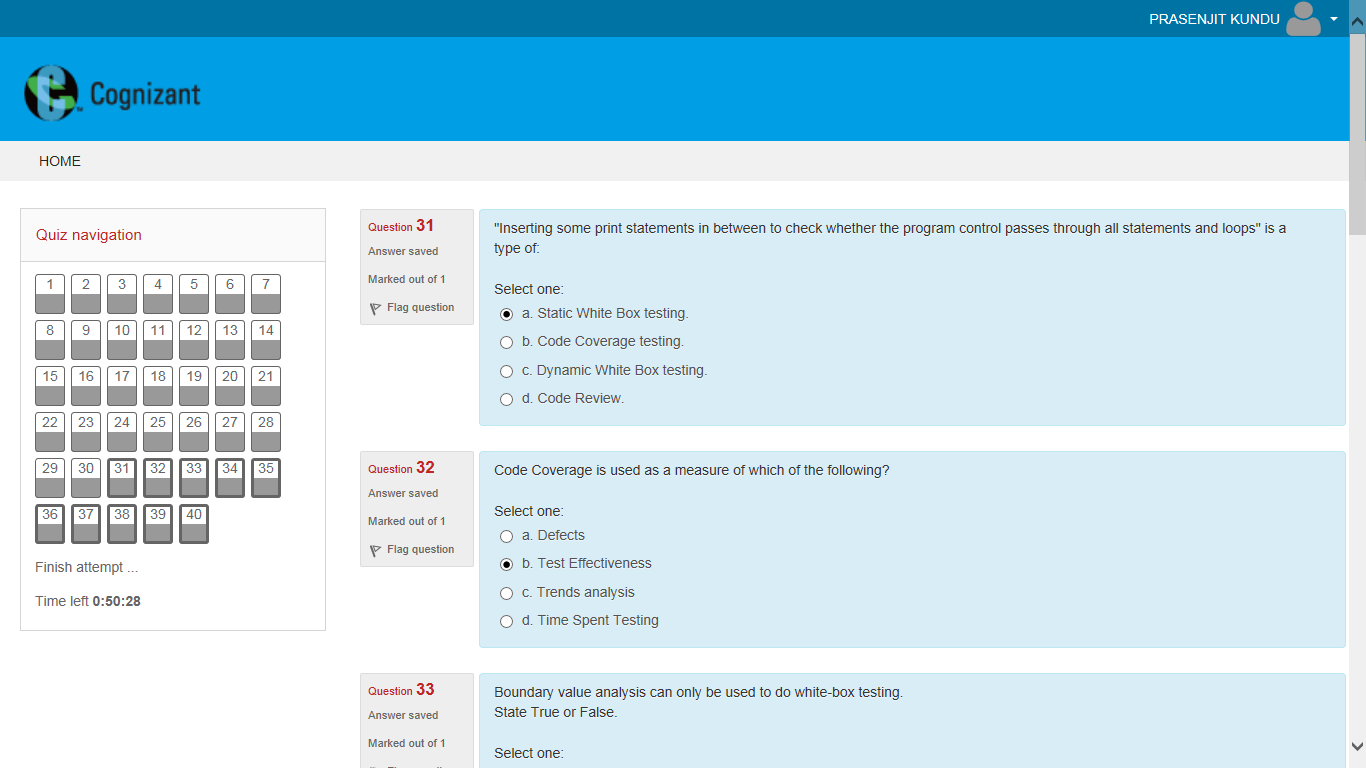 PRASENJIT KUNDU
Cognizant
HOME
Quiz navigation
1 2 3 4 5 6 7
8 9 10 11 12 13 14
15 16 17 18 19 20 21
22 23 24 25 26 27 28
29 30 31 32 33 34 35
36 37 38 39 40
Finish attempt ...
Time left 0:50:28
Question 31
Answer saved
Marked out of 1
Flag question
"Inserting some print statements in between to check whether the program control passes through all statements and loops" is a
type of:
Select one:
a. Static White Box testing.
b. Code Coverage testing.
c. Dynamic White Box testing.
d. Code Review.
Question 32
Answer saved
Marked out of 1
Flag question
Code Coverage is used as a measure of which of the following?
Select one:
a. Defects
b. Test Effectiveness
c. Trends analysis
d. Time Spent Testing
Question 33
Answer saved
Marked out of 1
Boundary value analysis can only be used to do white-box testing.
State True or False.
Select one: